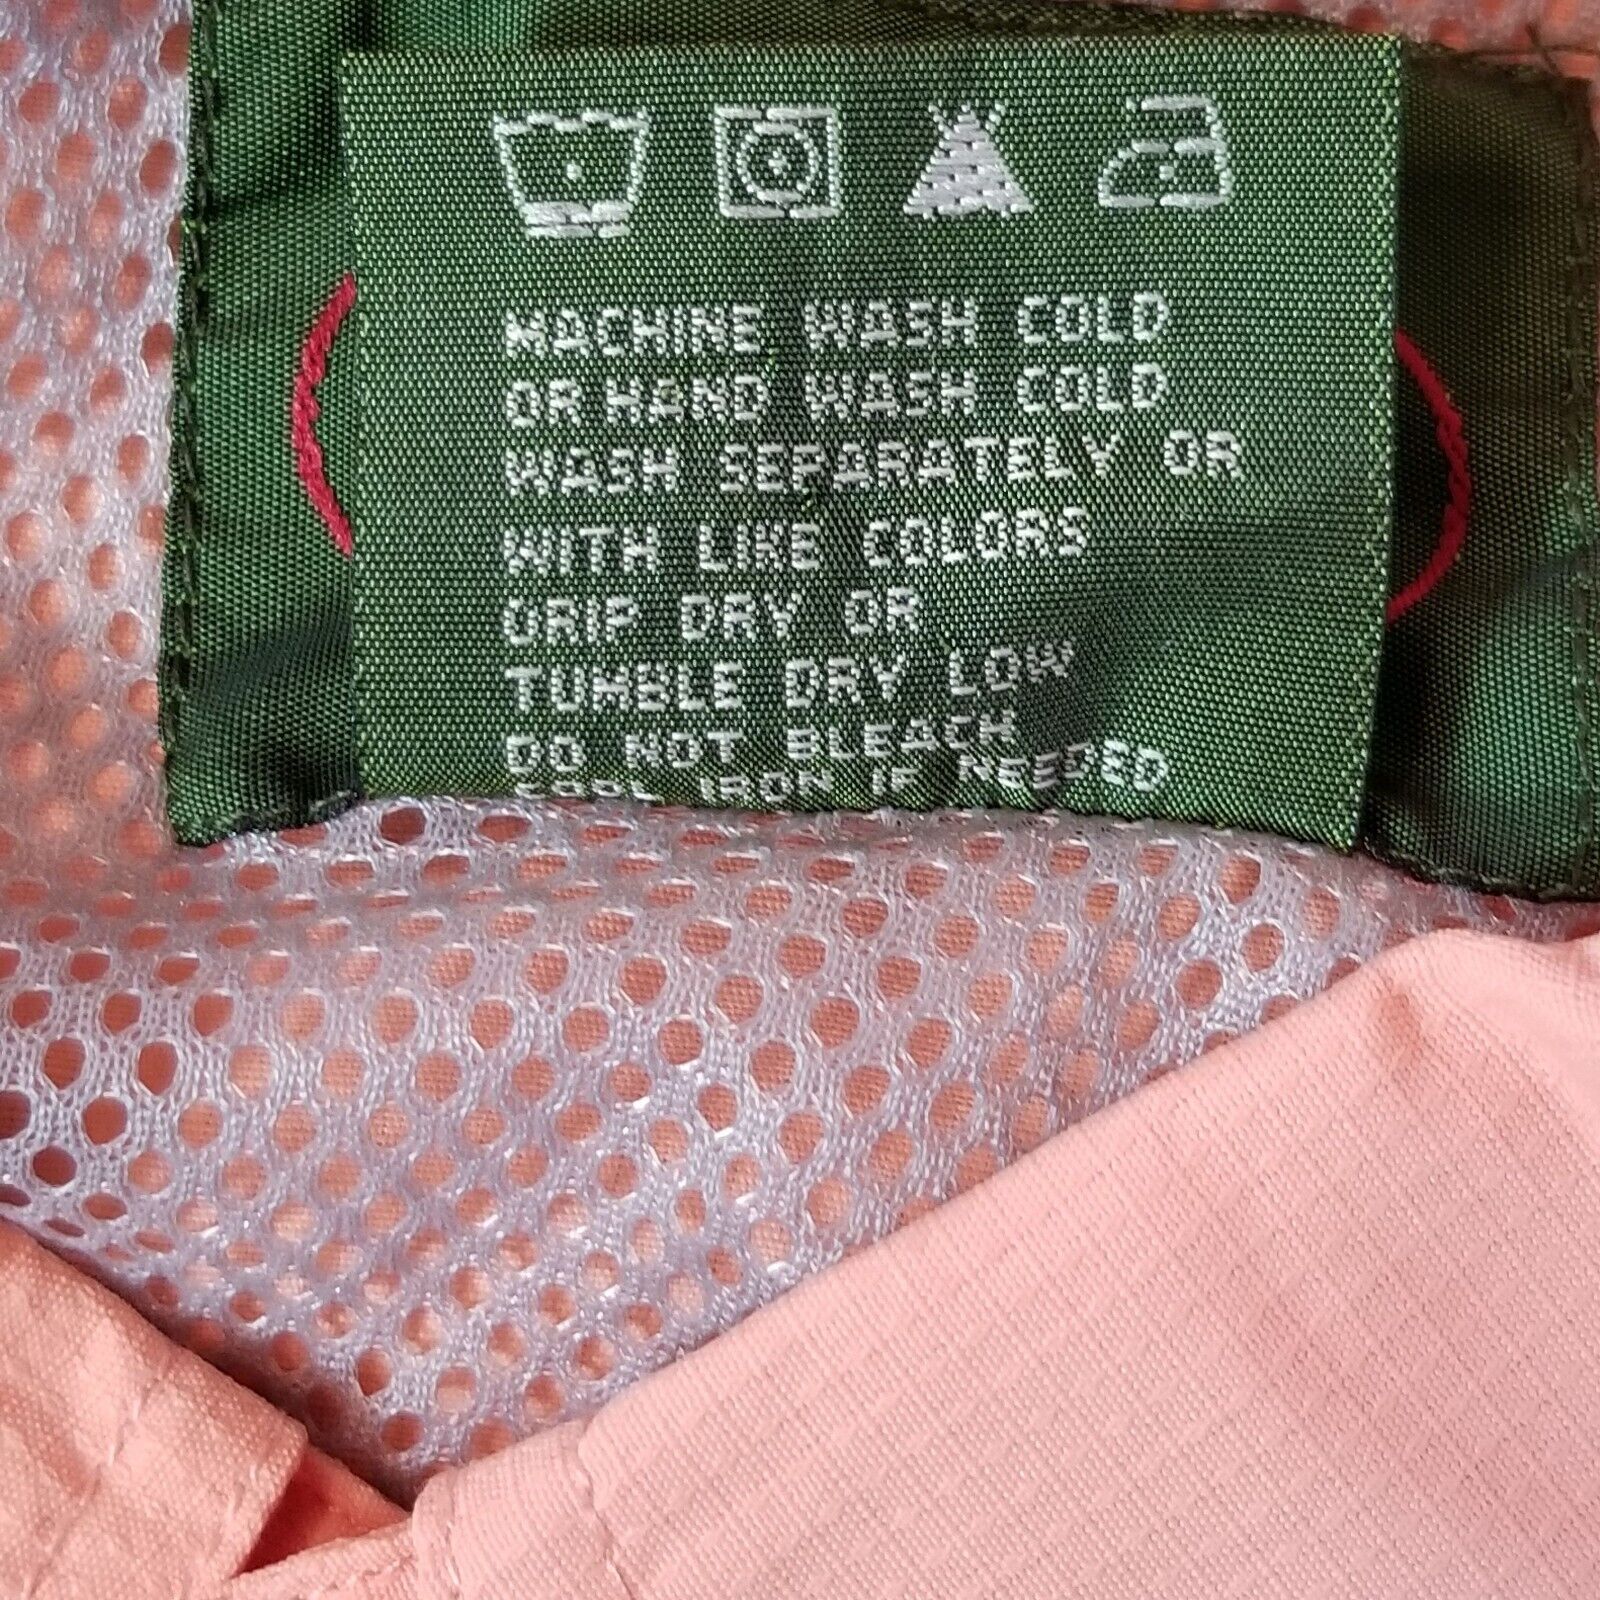 MACHINE WASH COLD
OR HAND WASH COLD
WASH SEPARATELY OR
WITH LIKE COLORS
DRIP DRY OR
TUMBLE DRY LOW
DO NOT BLEACH
COOL IRON IF NEEDED